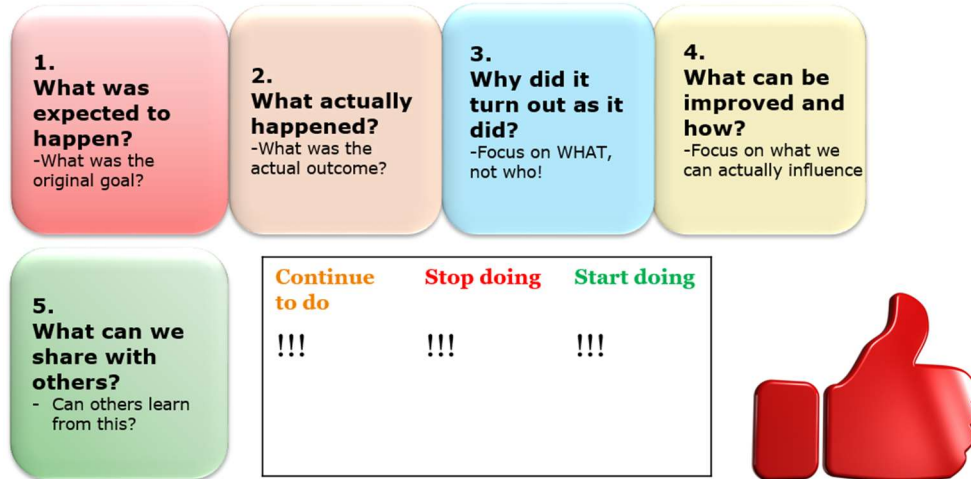 1.
What was
expected to
happen?
-What was the
original goal?
2.
What actually
happened?
-What was the
actual outcome?
3.
Why did it
turn out as it
did?
-Focus on WHAT,
not who!
4.
What can be
improved and
how?
-Focus on what we
can actually influence
5.
What can we
share with
others?
- Can others learn
from this?
Continue
to do
!!!
Stop doing
!!!
Start doing
!!!